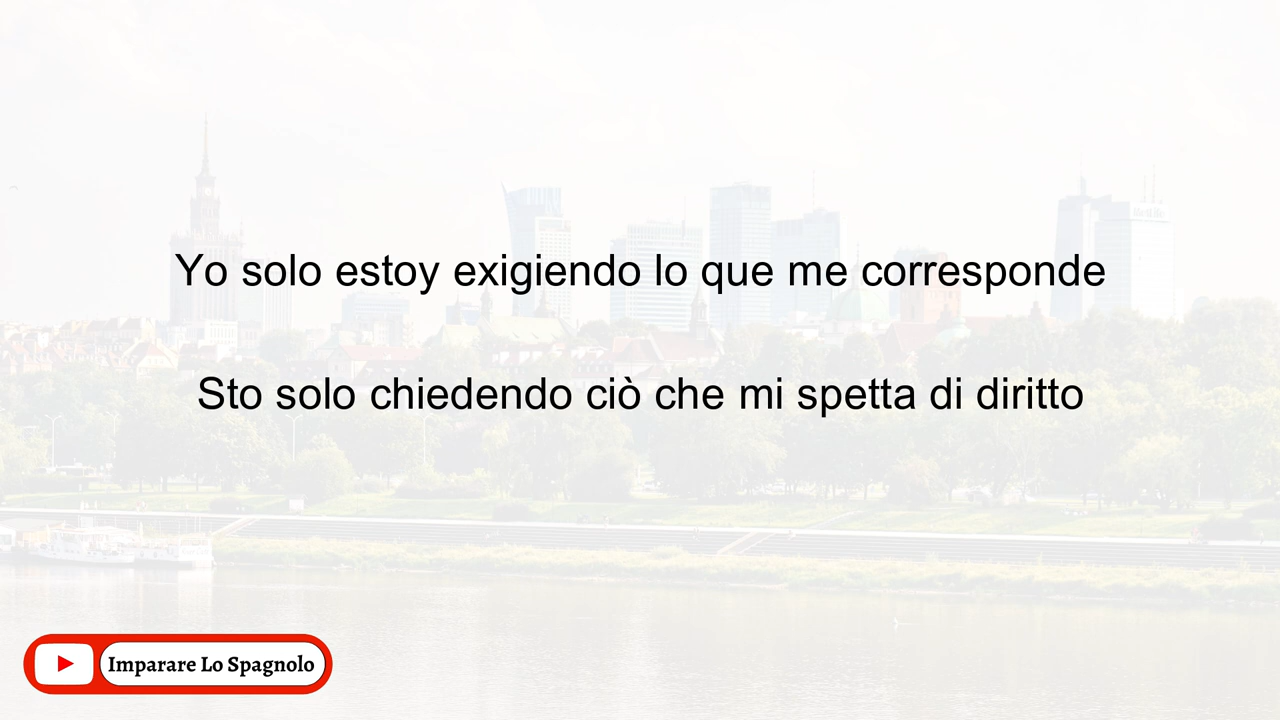 Yo solo estoy exigiendo lo que me corresponde
Sto solo chiedendo ciò che mi spetta di diritto
Imparare Lo Spagnolo